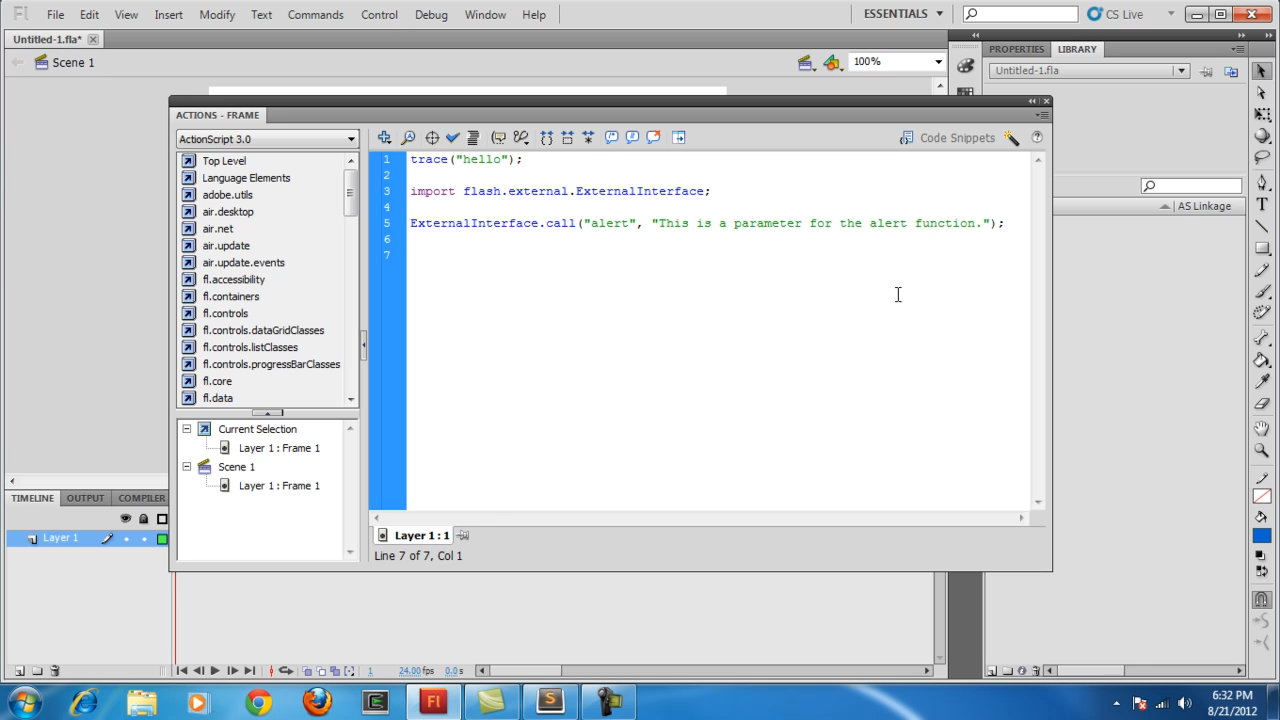 Fl File Edit View Insert Modify Text Commands Control Debug Window Help ESSENTIALS CS Live
Untitled-1.fla*
Scene 1 100%
PROPERTIES LIBRARY
Untitled-1.fla
AS Linkage
ACTIONS - FRAME
ActionScript 3.0
Code Snippets
Top Level
Language Elements
adobe.utils
air.desktop
air.net
air.update
air.update.events
fl.accessibility
fl.containers
fl.controls
fl.controls.dataGridClasses
fl.controls.listClasses
fl.controls.progressBarClasses
fl.core
fl.data
Current Selection
Layer 1 : Frame 1
Scene 1
Layer 1 : Frame 1
1 trace("hello");
2
3 import flash.external.ExternalInterface;
4
5 ExternalInterface.call("alert", "This is a parameter for the alert function.");
6
7
Layer 1 : 1
Line 7 of 7, Col 1
TIMELINE OUTPUT COMPILER
Layer 1
1 24.00 fps 0.0 s
Fl S
6:32 PM
8/21/2012